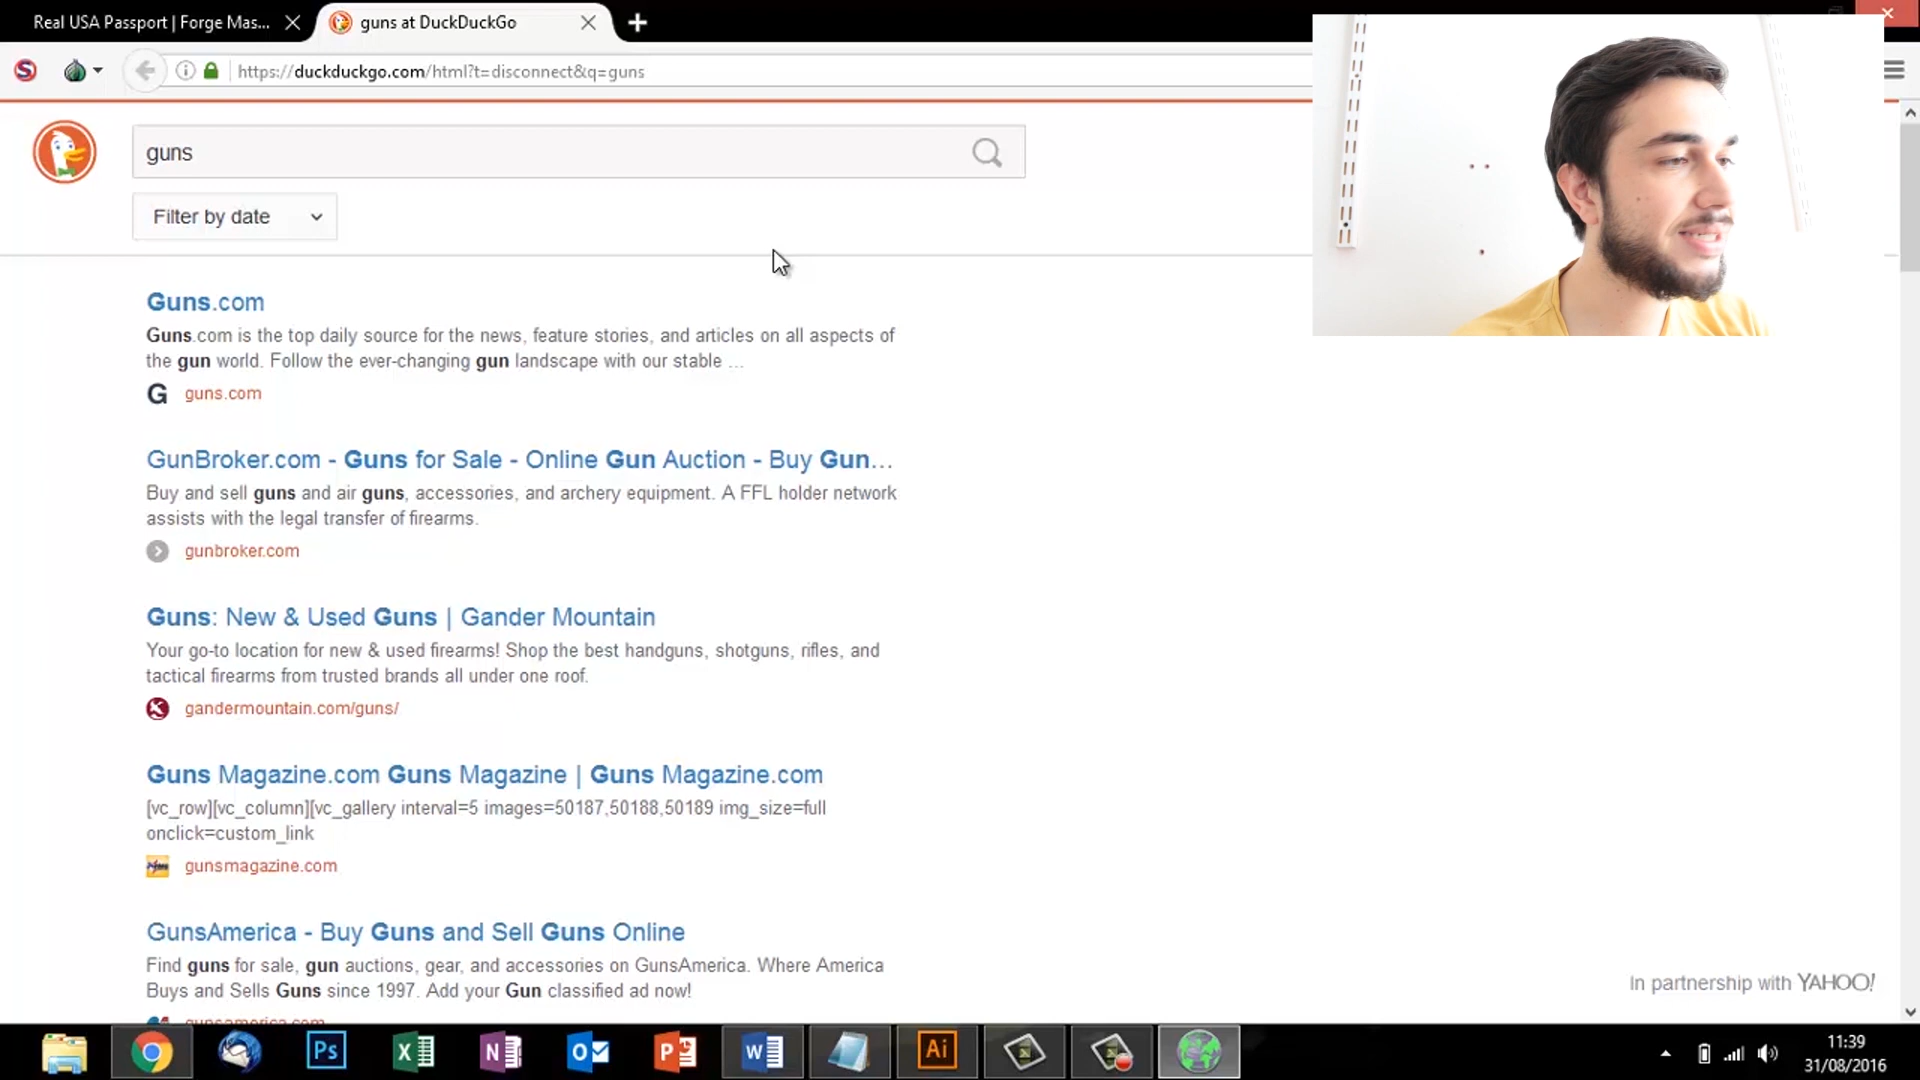 Real USA Passport | Forge Mas...
guns at DuckDuckGo
https://duckduckgo.com/html?t=disconnect&q=guns
guns
Filter by date
Guns.com
Guns.com is the top daily source for the news, feature stories, and articles on all aspects of
the gun world. Follow the ever-changing gun landscape with our stable ...
G guns.com
GunBroker.com - Guns for Sale - Online Gun Auction - Buy Gun...
Buy and sell guns and air guns, accessories, and archery equipment. A FFL holder network
assists with the legal transfer of firearms.
gunbroker.com
Guns: New & Used Guns | Gander Mountain
Your go-to location for new & used firearms! Shop the best handguns, shotguns, rifles, and
tactical firearms from trusted brands all under one roof.
gandermountain.com/guns/
Guns Magazine.com Guns Magazine | Guns Magazine.com
[vc_row][vc_column][vc_gallery interval=5 images=50187,50188,50189 img_size=full
onclick=custom_link
gunsmagazine.com
GunsAmerica - Buy Guns and Sell Guns Online
Find guns for sale, gun auctions, gear, and accessories on GunsAmerica. Where America
Buys and Sells Guns since 1997. Add your Gun classified ad now!
gunsamerica.com
In partnership with YAHOO!
Ps
Ai
11:39
31/08/2016